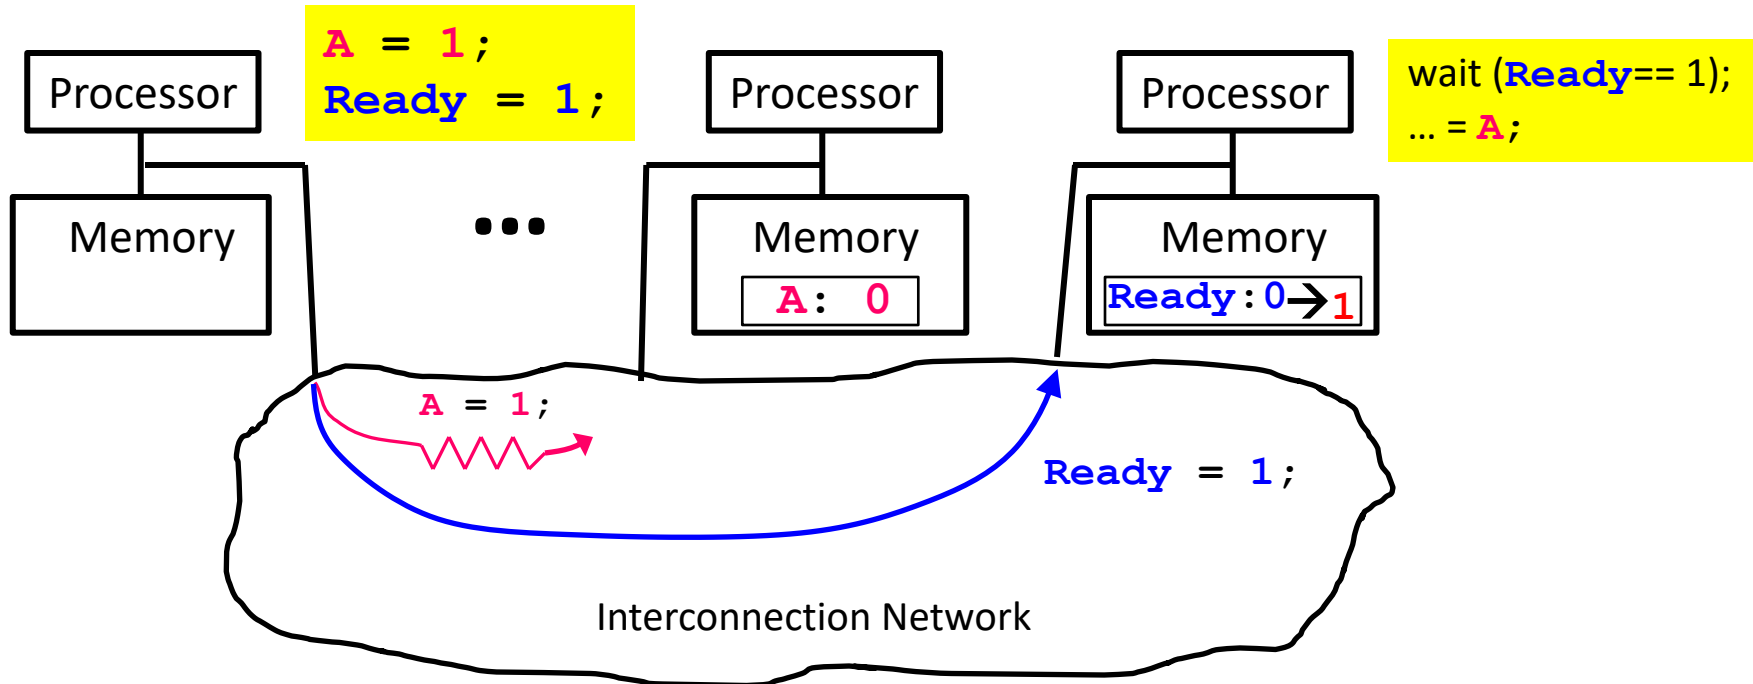 A = 1;
Ready = 1;
Processor
Processor
Processor
wait (Ready== 1);
… = A;
Memory
...
Memory
Memory
A: 0
Ready:0→1
A = 1;
Ready = 1;
Interconnection Network